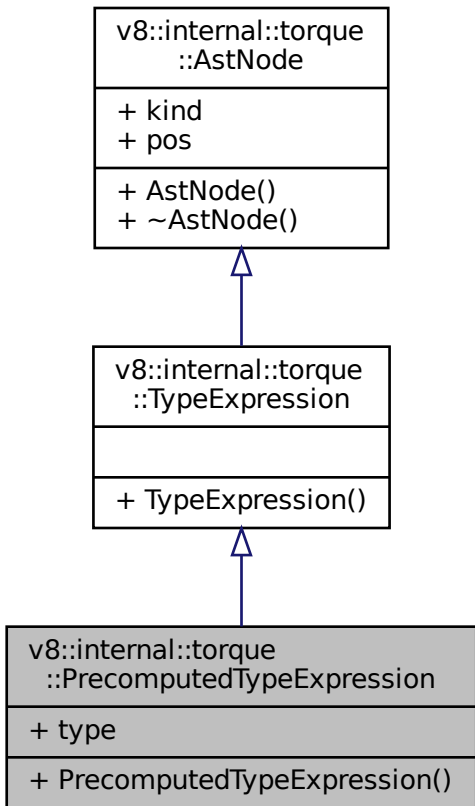 v8::internal::torque
::AstNode
+ kind
+ pos
+ AstNode()
+ ~AstNode()
v8::internal::torque
::TypeExpression
+ TypeExpression()
v8::internal::torque
::PrecomputedTypeExpression
+ type
+ PrecomputedTypeExpression()